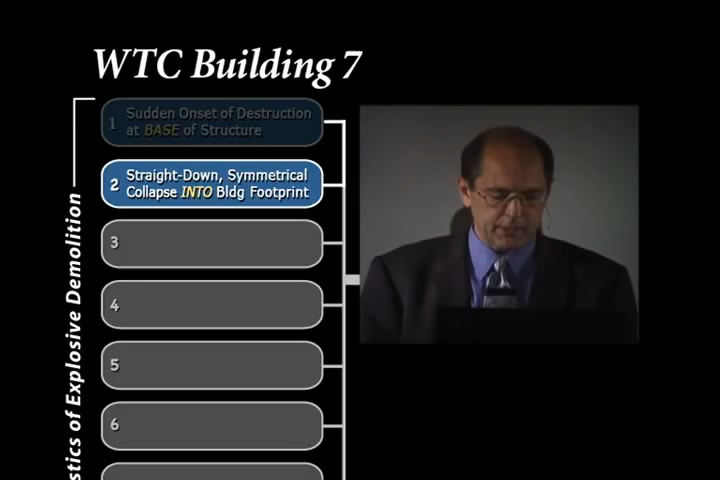 WTC Building 7
1 Sudden Onset of Destruction
at BASE of Structure
2 Straight-Down, Symmetrical
Collapse INTO Bldg Footprint
3
4
5
6
stics of Explosive Demolition